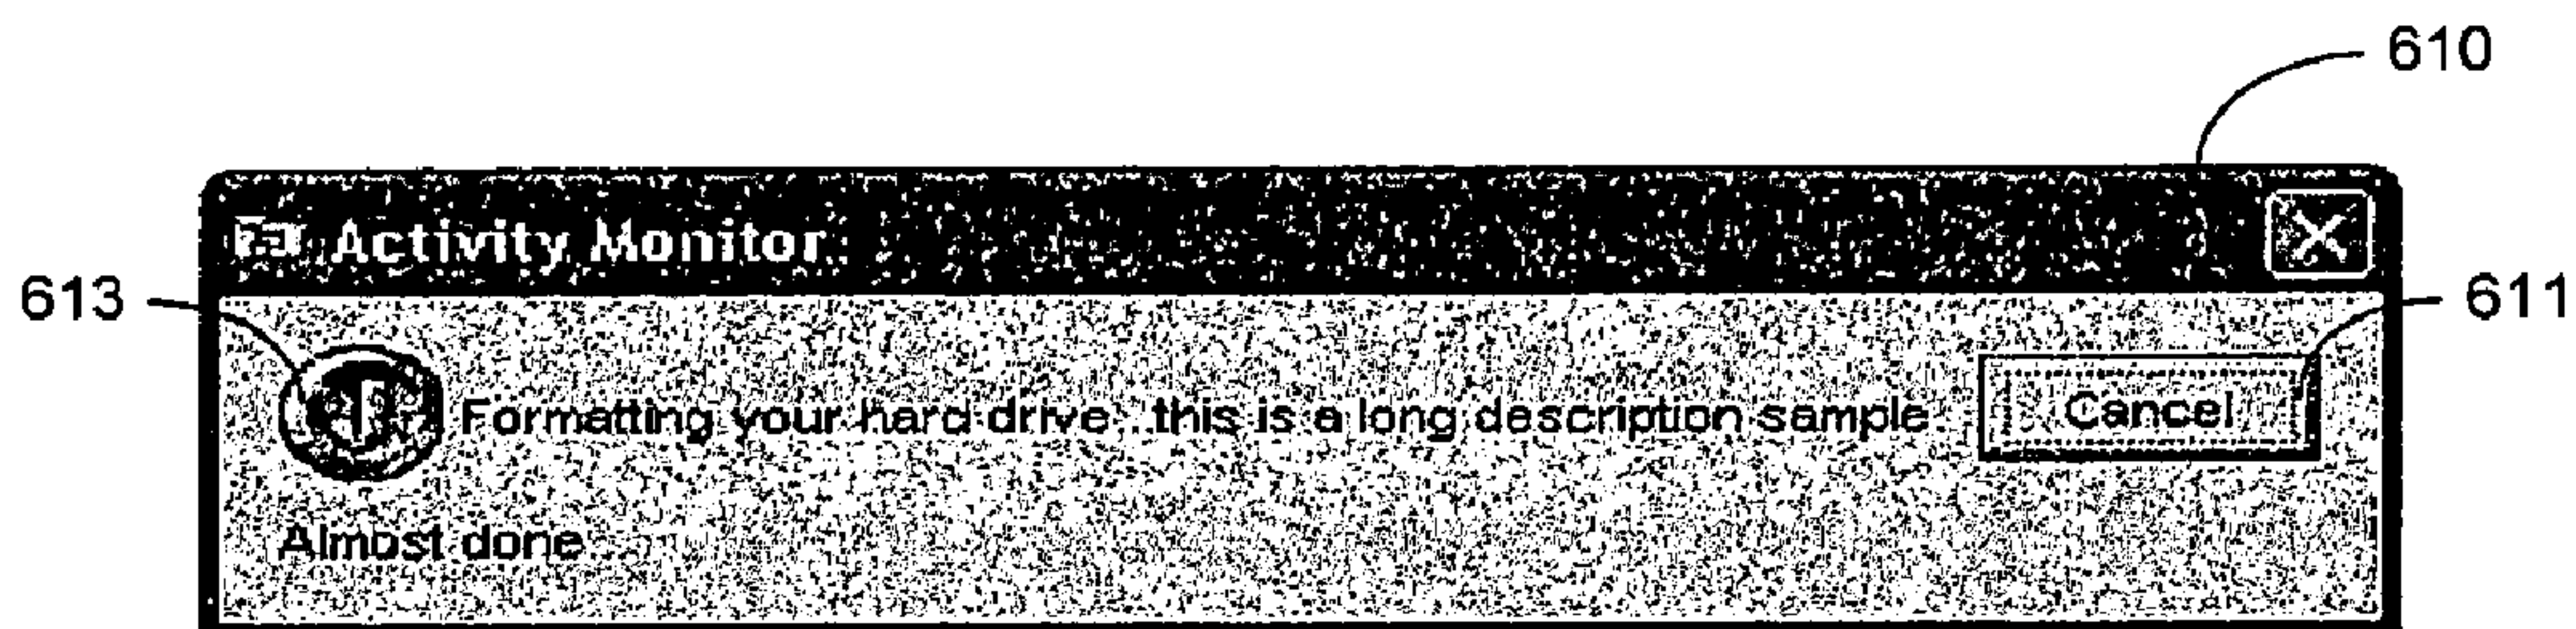 610
Activity Monitor
613
611
Formatting your hard drive...this is a long description sample.
Cancel
Almost done...